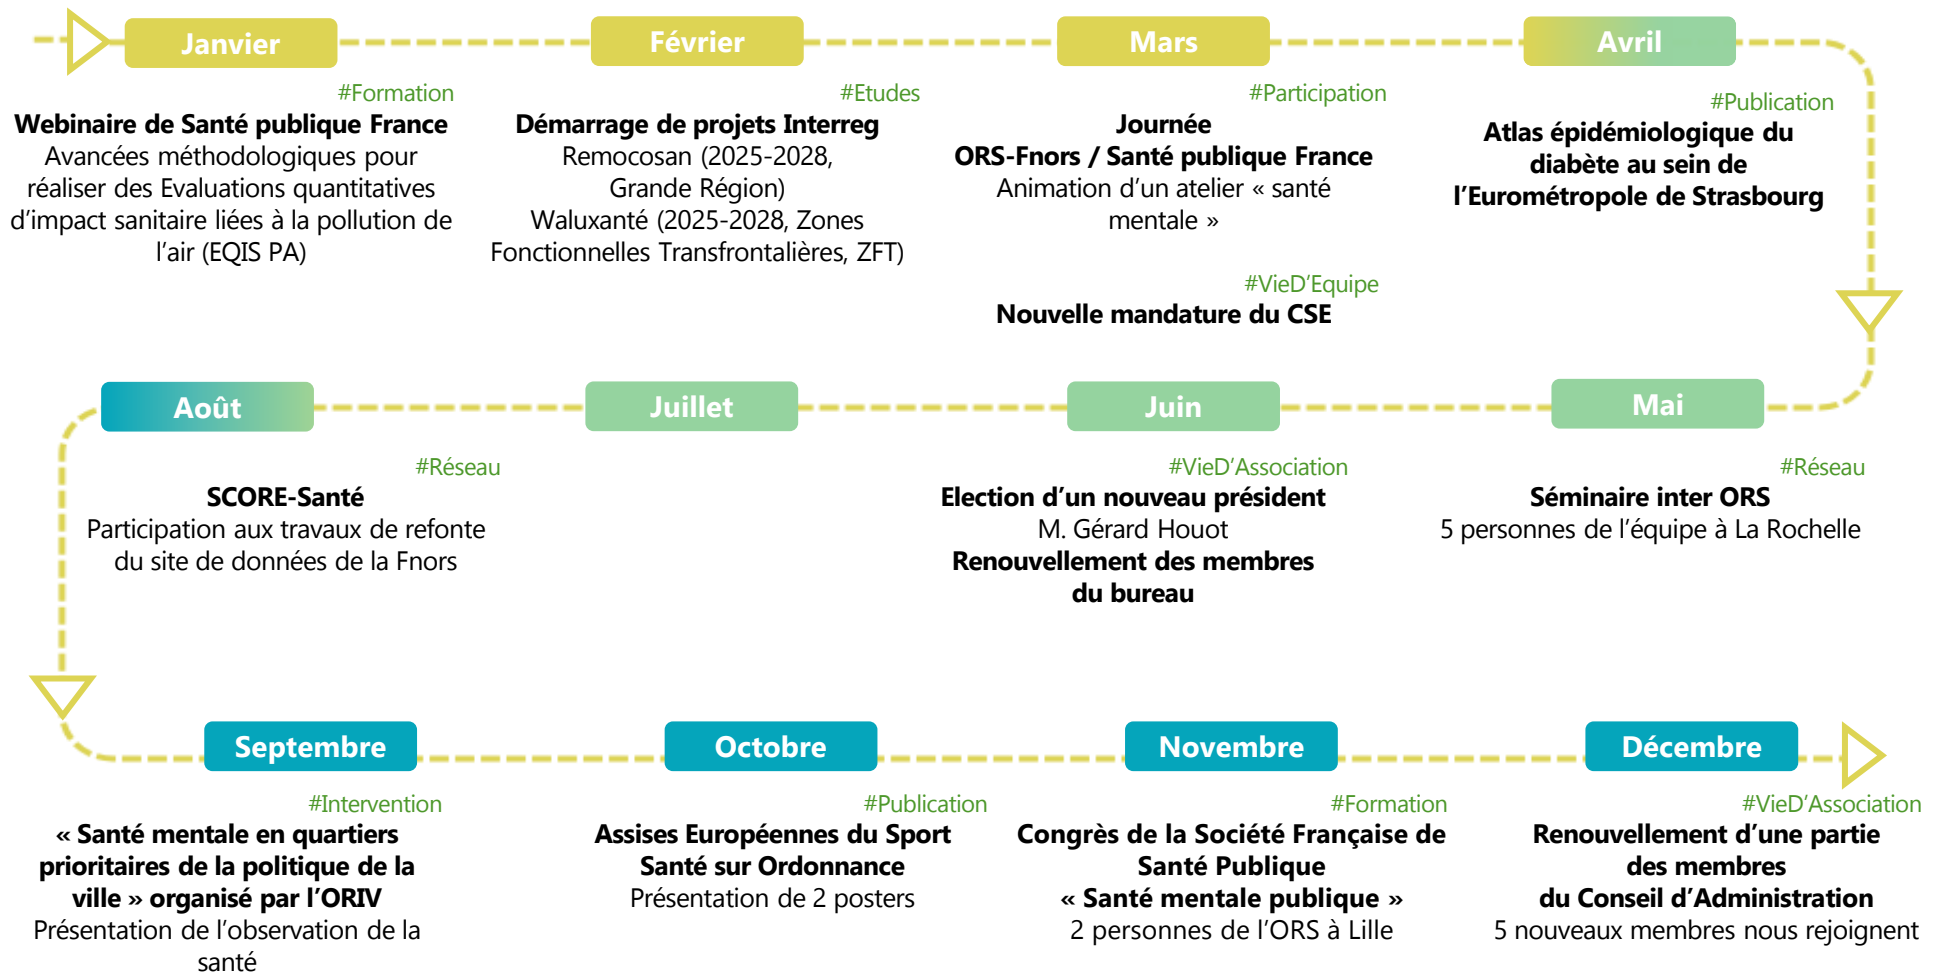 Janvier
#Formation
Webinaire de Santé publique France
Avancées méthodologiques pour
réaliser des Evaluations quantitatives
d'impact sanitaire liées à la pollution de
l'air (EQIS PA)
Février
#Etudes
Démarrage de projets Interreg
Remocosan (2025-2028,
Grande Région)
Waluxanté (2025-2028, Zones
Fonctionnelles Transfrontalières, ZFT)
Mars
#Participation
Journée
ORS-Fnors / Santé publique France
Animation d'un atelier « santé
mentale »
#VieD'Equipe
Nouvelle mandature du CSE
Avril
#Publication
Atlas épidémiologique du
diabète au sein de
l'Eurométropole de Strasbourg
Mai
#Réseau
Séminaire inter ORS
5 personnes de l'équipe à La Rochelle
Juin
#VieD'Association
Election d'un nouveau président
M. Gérard Houot
Renouvellement des membres
du bureau
Juillet
Août
#Réseau
SCORE-Santé
Participation aux travaux de refonte
du site de données de la Fnors
Septembre
#Intervention
« Santé mentale en quartiers
prioritaires de la politique de la
ville » organisé par l'ORIV
Présentation de l'observation de la
santé
Octobre
#Publication
Assises Européennes du Sport
Santé sur Ordonnance
Présentation de 2 posters
Novembre
#Formation
Congrès de la Société Française de
Santé Publique
« Santé mentale publique »
2 personnes de l'ORS à Lille
Décembre
#VieD'Association
Renouvellement d'une partie
des membres
du Conseil d'Administration
5 nouveaux membres nous rejoignent